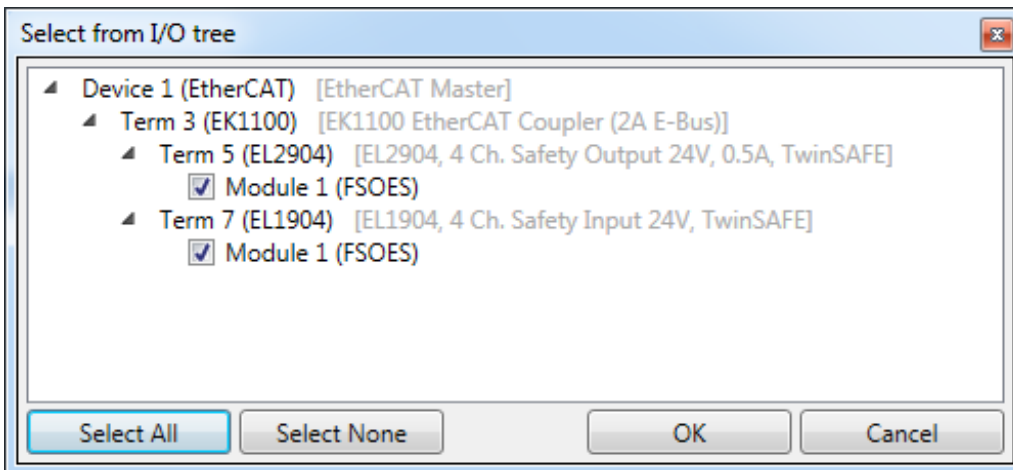 Select from I/O tree
Device 1 (EtherCAT) [EtherCAT Master]
Term 3 (EK1100) [EK1100 EtherCAT Coupler (2A E-Bus)]
Term 5 (EL2904) [EL2904, 4 Ch. Safety Output 24V, 0.5A, TwinSAFE]
Module 1 (FSOES)
Term 7 (EL1904) [EL1904, 4 Ch. Safety Input 24V, TwinSAFE]
Module 1 (FSOES)
Select All Select None OK Cancel